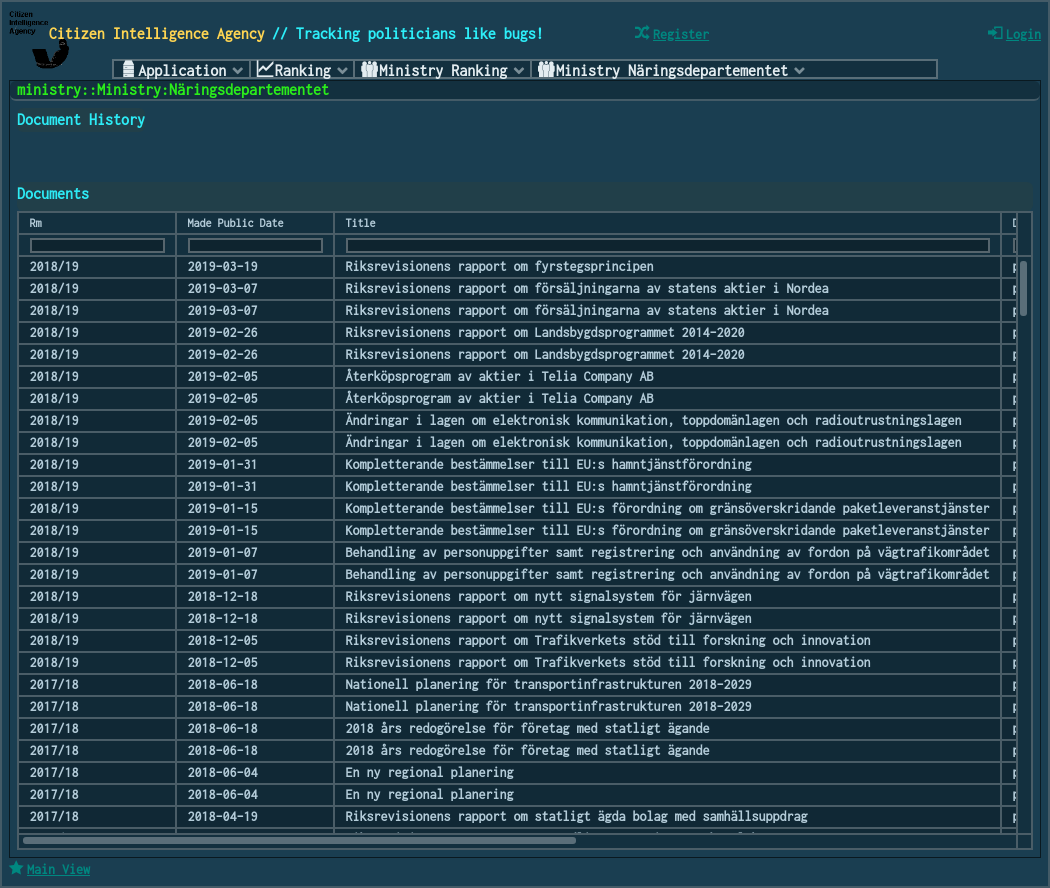 Citizen
Intelligence
Agency
Citizen Intelligence Agency // Tracking politicians like bugs!
Register
Login
Application Ranking Ministry Ranking Ministry Näringsdepartementet
ministry::Ministry:Näringsdepartementet
Document History
Documents
Rm Made Public Date Title
2018/19 2019-03-19 Riksrevisionens rapport om fyrstegsprincipen
2018/19 2019-03-07 Riksrevisionens rapport om försäljningarna av statens aktier i Nordea
2018/19 2019-03-07 Riksrevisionens rapport om försäljningarna av statens aktier i Nordea
2018/19 2019-02-26 Riksrevisionens rapport om Landsbygdsprogrammet 2014-2020
2018/19 2019-02-26 Riksrevisionens rapport om Landsbygdsprogrammet 2014-2020
2018/19 2019-02-05 Återköpsprogram av aktier i Telia Company AB
2018/19 2019-02-05 Återköpsprogram av aktier i Telia Company AB
2018/19 2019-02-05 Ändringar i lagen om elektronisk kommunikation, toppdomänlagen och radioutrustningslagen
2018/19 2019-02-05 Ändringar i lagen om elektronisk kommunikation, toppdomänlagen och radioutrustningslagen
2018/19 2019-01-31 Kompletterande bestämmelser till EU:s hamntjänstförordning
2018/19 2019-01-31 Kompletterande bestämmelser till EU:s hamntjänstförordning
2018/19 2019-01-15 Kompletterande bestämmelser till EU:s förordning om gränsöverskridande paketleveranstjänster
2018/19 2019-01-15 Kompletterande bestämmelser till EU:s förordning om gränsöverskridande paketleveranstjänster
2018/19 2019-01-07 Behandling av personuppgifter samt registrering och användning av fordon på vägtrafikområdet
2018/19 2019-01-07 Behandling av personuppgifter samt registrering och användning av fordon på vägtrafikområdet
2018/19 2018-12-18 Riksrevisionens rapport om nytt signalsystem för järnvägen
2018/19 2018-12-18 Riksrevisionens rapport om nytt signalsystem för järnvägen
2018/19 2018-12-05 Riksrevisionens rapport om Trafikverkets stöd till forskning och innovation
2018/19 2018-12-05 Riksrevisionens rapport om Trafikverkets stöd till forskning och innovation
2017/18 2018-06-18 Nationell planering för transportinfrastrukturen 2018-2029
2017/18 2018-06-18 Nationell planering för transportinfrastrukturen 2018-2029
2017/18 2018-06-18 2018 års redogörelse för företag med statligt ägande
2017/18 2018-06-18 2018 års redogörelse för företag med statligt ägande
2017/18 2018-06-04 En ny regional planering
2017/18 2018-06-04 En ny regional planering
2017/18 2018-04-19 Riksrevisionens rapport om statligt ägda bolag med samhällsuppdrag
Main View